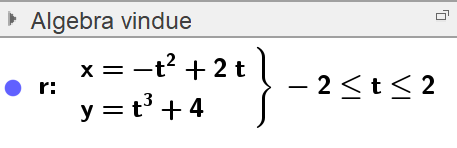 Algebra vindue
r: x = −t² + 2 t
y = t³ + 4 } − 2 ≤ t ≤ 2